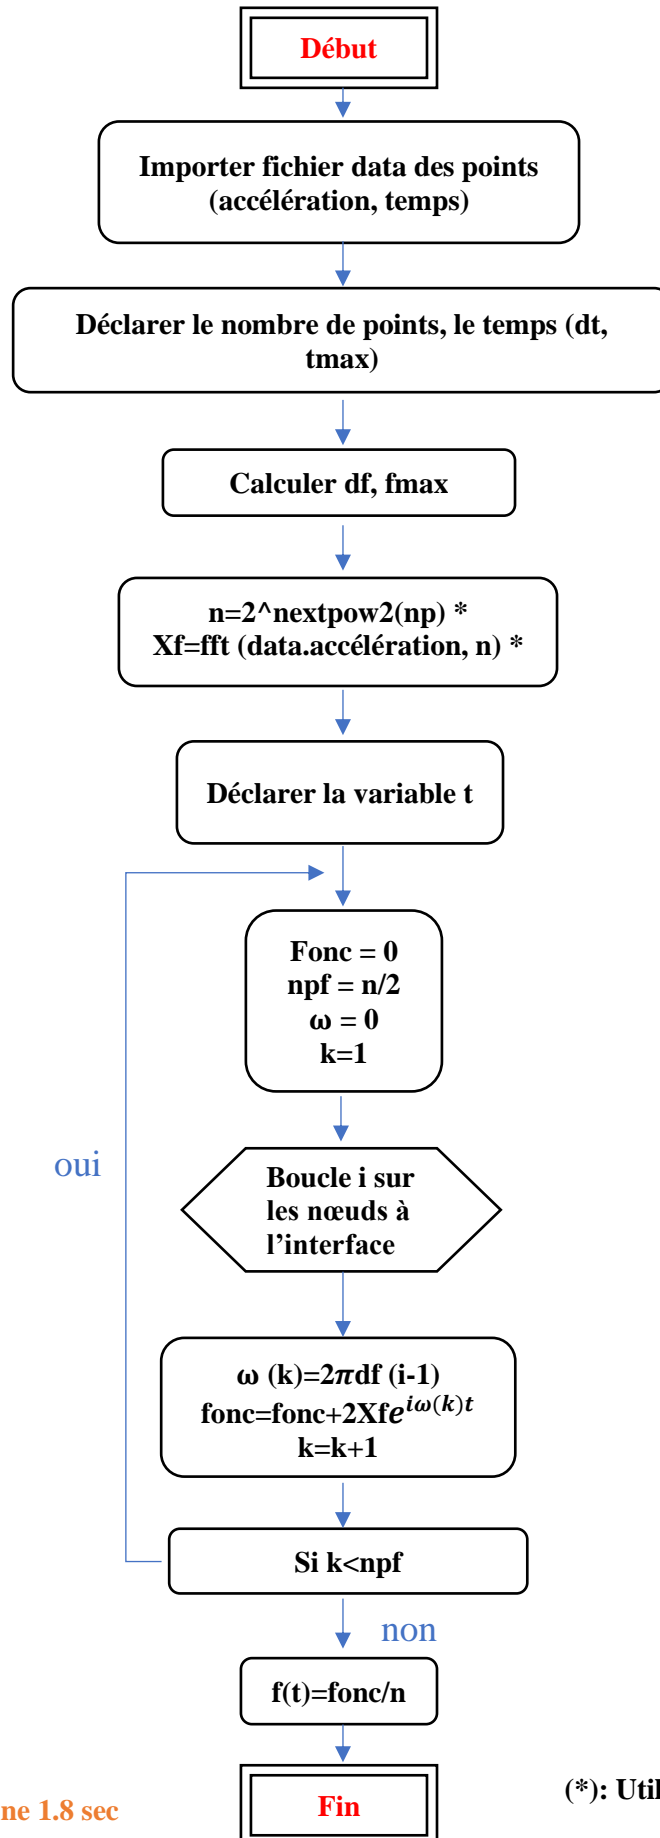 Début
Importer fichier data des points
(accélération, temps)
Déclarer le nombre de points, le temps (dt,
tmax)
Calculer df, fmax
n=2^nextpow2(np) *
Xf=fft (data.accélération, n) *
Déclarer la variable t
Fonc = 0
npf = n/2
ω = 0
k=1
oui
Boucle i sur
les nœuds à
l’interface
ω (k)=2πdf (i-1)
fonc=fonc+2Xfe^{iω(k)t}
k=k+1
Si k<npf
non
f(t)=fonc/n
Fin
(*): Util
ne 1.8 sec